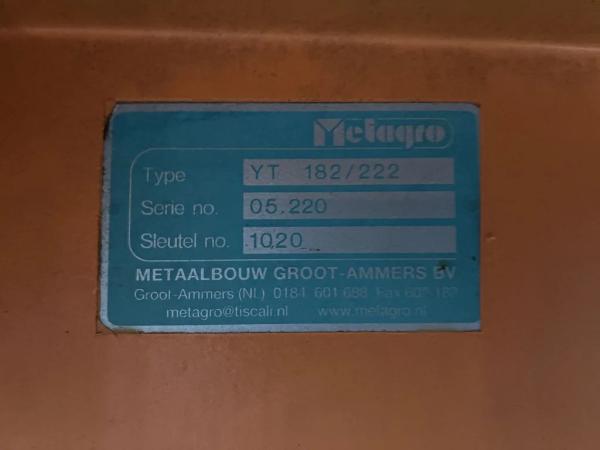 Metagro
Type YT 182/222
Serie no. 05.220
Sleutel no. 1020
METAALBOUW GROOT-AMMERS BV
Groot-Ammers (NL) 0184 601 688 Fax 602 182
metagro@tiscali.nl www.metagro.nl